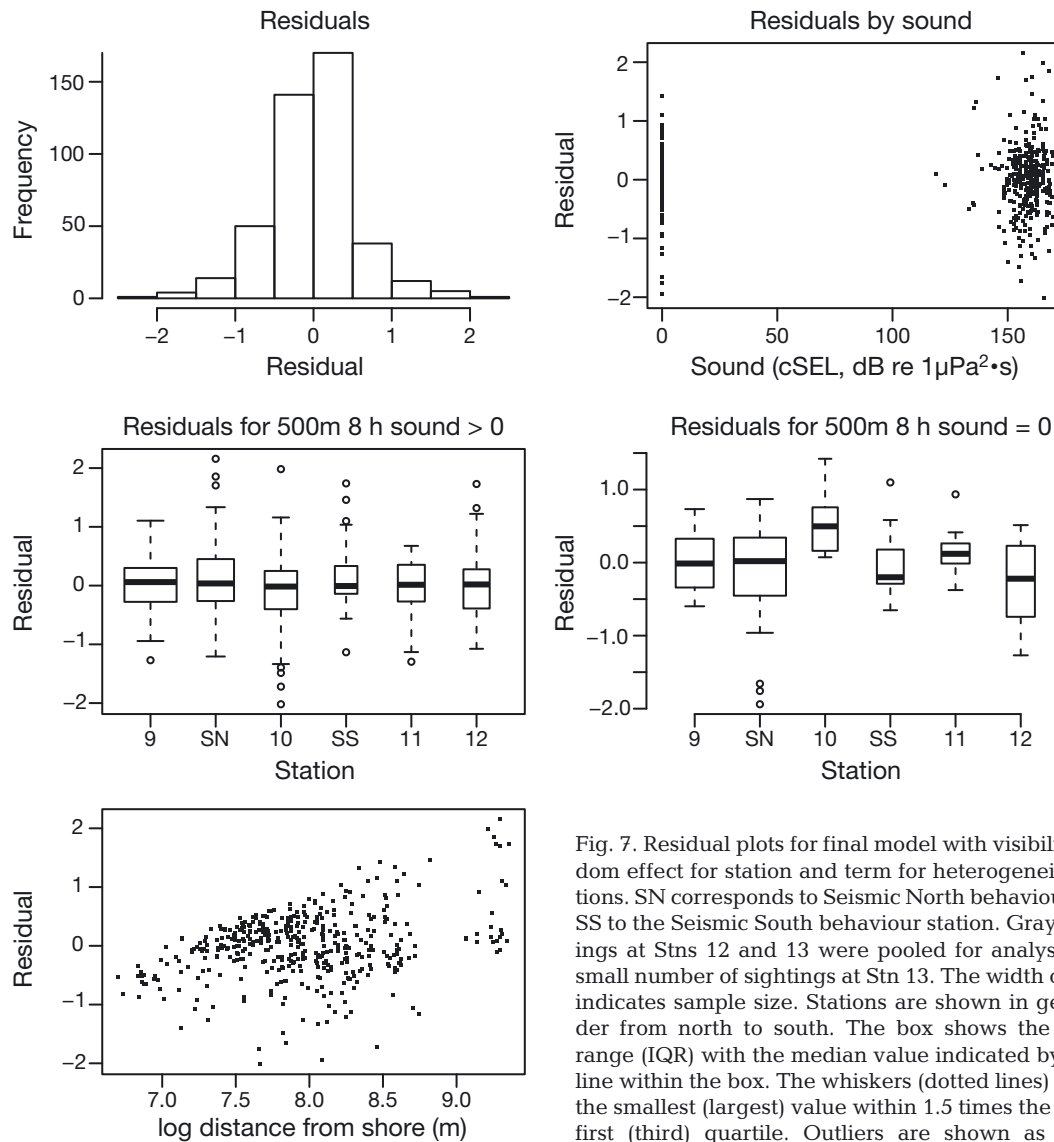 Residuals
150
100
50
0
Frequency
−2 −1 0 1 2
Residual
Residuals by sound
2
1
0
−1
−2
Residual
0 50 100 150
Sound (cSEL, dB re 1µPa²•s)
Residuals for 500m 8 h sound > 0
2
1
0
−1
−2
Residual
9 SN 10 SS 11 12
Station
Residuals for 500m 8 h sound = 0
1.0
0.0
−1.0
−2.0
Residual
9 SN 10 SS 11 12
Station
2
1
0
−1
−2
Residual
7.0 7.5 8.0 8.5 9.0
log distance from shore (m)
Fig. 7. Residual plots for final model with
dom effect for station and term for
tions. SN corresponds to Seismic North
SS to the Seismic South behaviour station. Gray
ings at Stns 12 and 13 were pooled for
small number of sightings at Stn 13. The width
indicates sample size. Stations are shown in
der from north to south. The box shows the
range (IQR) with the median value indicated by
line within the box. The whiskers (dotted lines)
the smallest (largest) value within 1.5 times the
first (third) quartile. Outliers are shown as